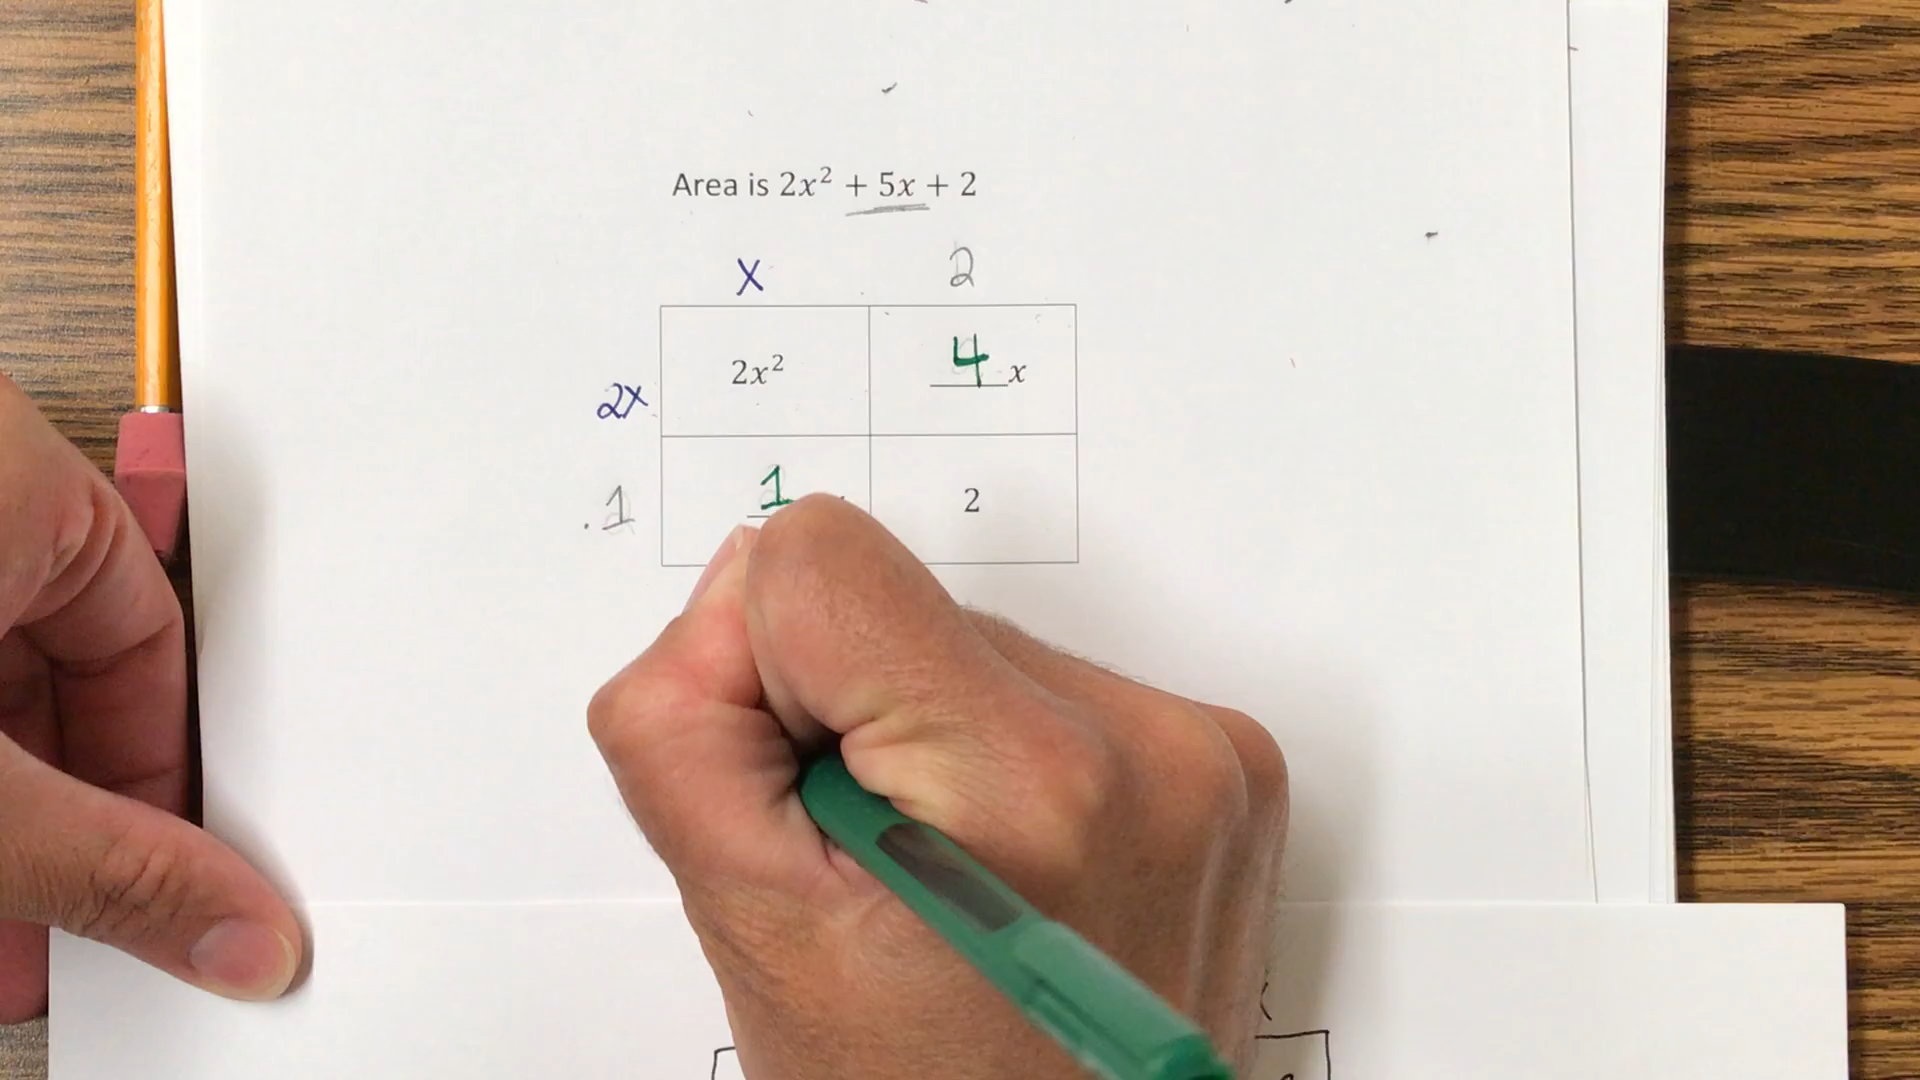 Area is 2x² + 5x + 2
X 2
2x² 4x
2X
1 2
.1